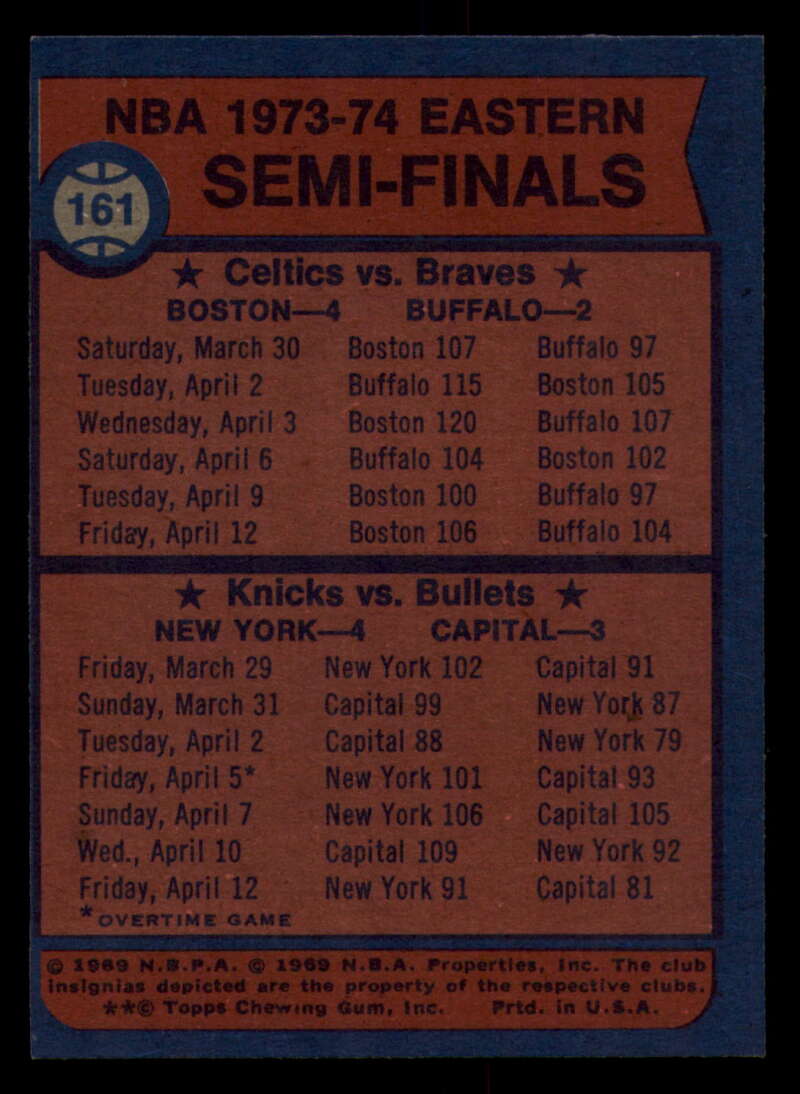 NBA 1973-74 EASTERN
SEMI-FINALS
161
★ Celtics vs. Braves ★
BOSTON—4 BUFFALO—2
Saturday, March 30 Boston 107 Buffalo 97
Tuesday, April 2 Buffalo 115 Boston 105
Wednesday, April 3 Boston 120 Buffalo 107
Saturday, April 6 Buffalo 104 Boston 102
Tuesday, April 9 Boston 100 Buffalo 97
Friday, April 12 Boston 106 Buffalo 104
★ Knicks vs. Bullets ★
NEW YORK—4 CAPITAL—3
Friday, March 29 New York 102 Capital 91
Sunday, March 31 Capital 99 New York 87
Tuesday, April 2 Capital 88 New York 79
Friday, April 5* New York 101 Capital 93
Sunday, April 7 New York 106 Capital 105
Wed., April 10 Capital 109 New York 92
Friday, April 12 New York 91 Capital 81
*OVERTIME GAME
© 1969 N.B.P.A. © 1969 N.B.A. Properties, Inc. The club
insignias depicted are the property of the respective clubs.
**© Topps Chewing Gum, Inc. Prtd. in U.S.A.